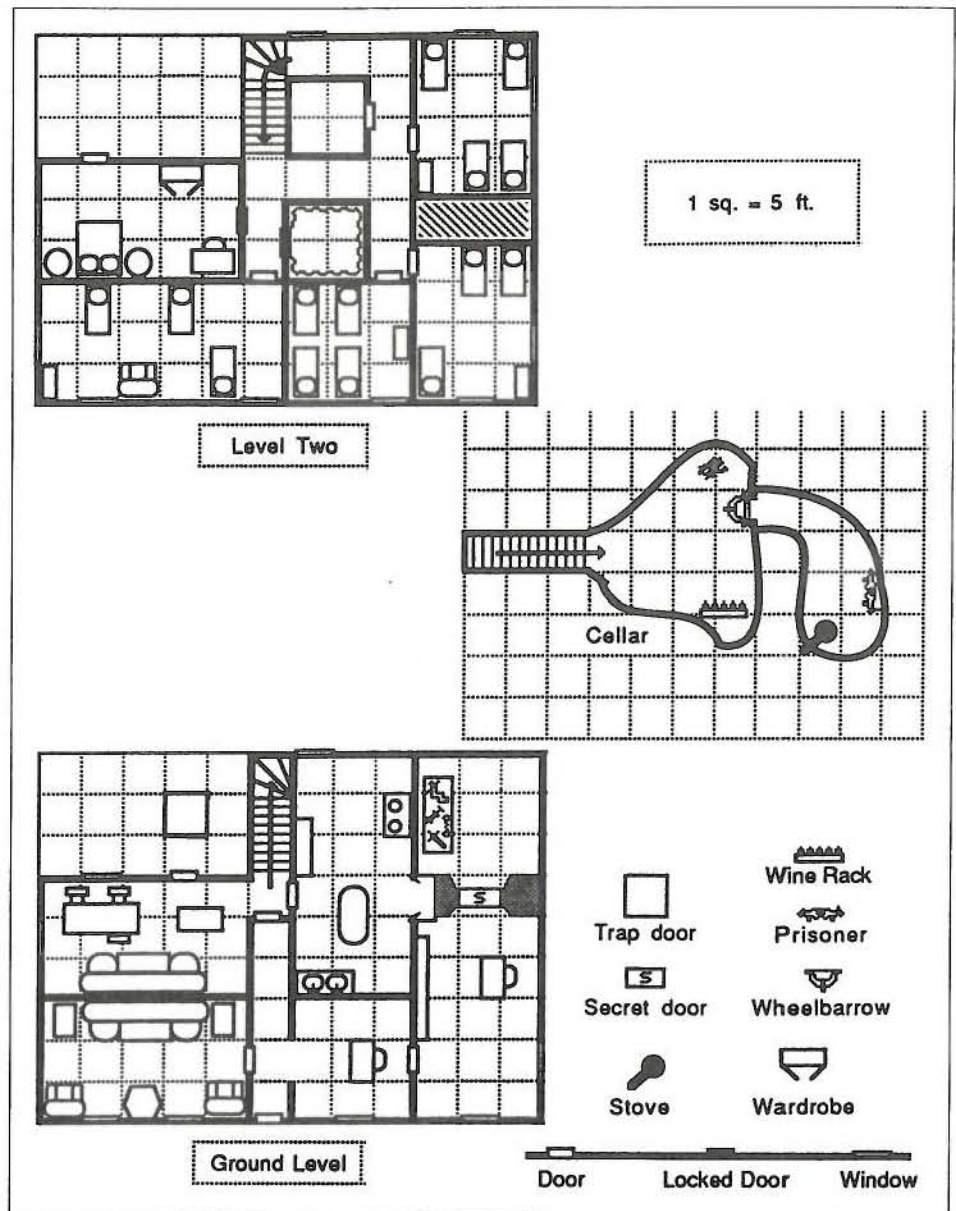 1 sq. = 5 ft.
Level Two
Cellar
S
Wine Rack
Trap door
Prisoner
S
Secret door
Wheelbarrow
Stove
Wardrobe
Ground Level
Door
Locked Door
Window